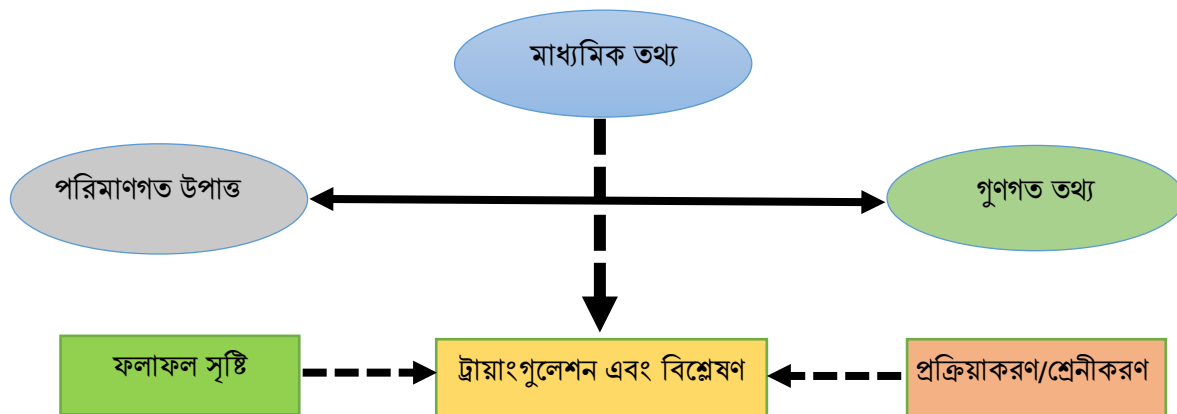 মাধ্যমিক তথ্য
পরিমাণগত উপাত্ত
গুণগত তথ্য
ফলাফল সৃষ্টি
ট্রায়াংগুলেশন এবং বিশ্লেষণ
প্রক্রিয়াকরণ/শ্রেনীকরণ